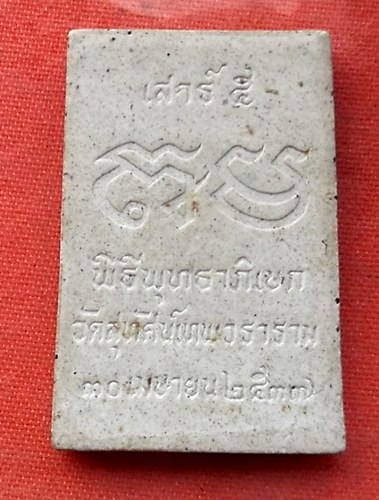 เสาร์ ๕
พิธีพุทธาภิเษก
วัดสุทัศน์เทพวราราม
๓๐ เมษายน ๒๕๓๗